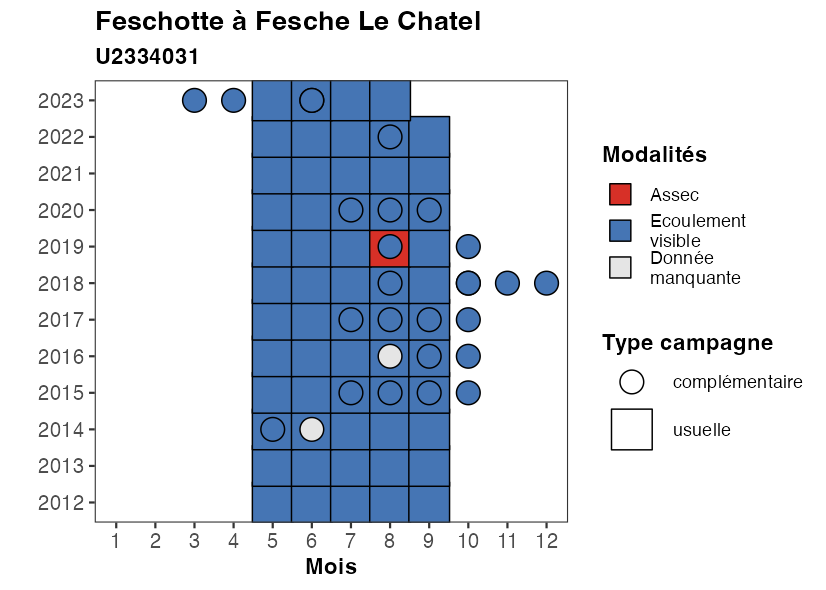 Feschotte à Fesche Le Chatel
U2334031
2023
2022
2021
2020
2019
2018
2017
2016
2015
2014
2013
2012
1 2 3 4 5 6 7 8 9 10 11 12
Mois
Modalités
Assec
Ecoulement
visible
Donnée
manquante
Type campagne
complémentaire
usuelle